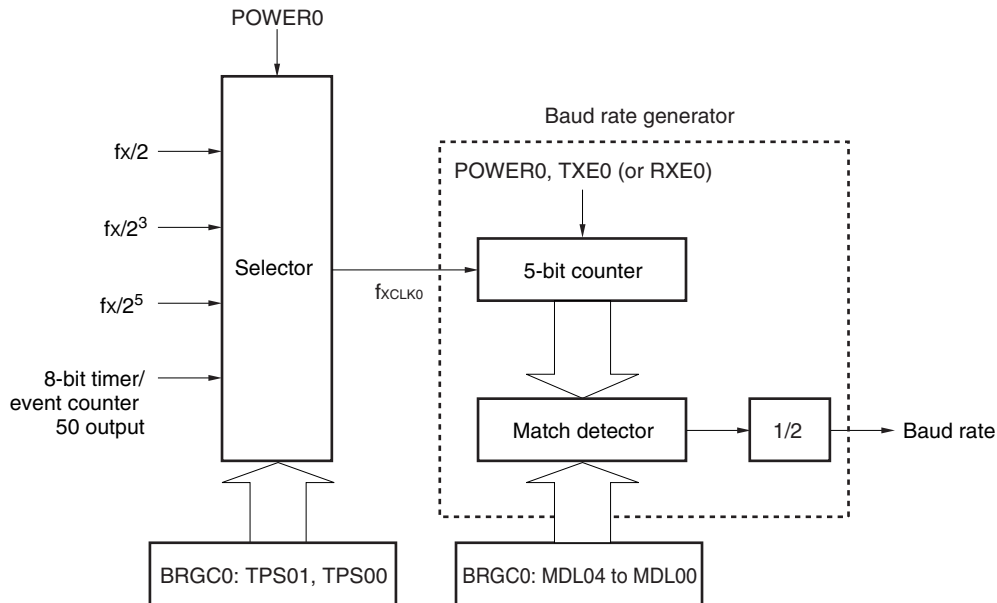 POWER0
Baud rate generator
fx/2
POWER0, TXE0 (or RXE0)
fx/2³
Selector
5-bit counter
fXCLK0
fx/2⁵
8-bit timer/
event counter
50 output
Match detector
1/2
Baud rate
BRGC0: TPS01, TPS00
BRGC0: MDL04 to MDL00